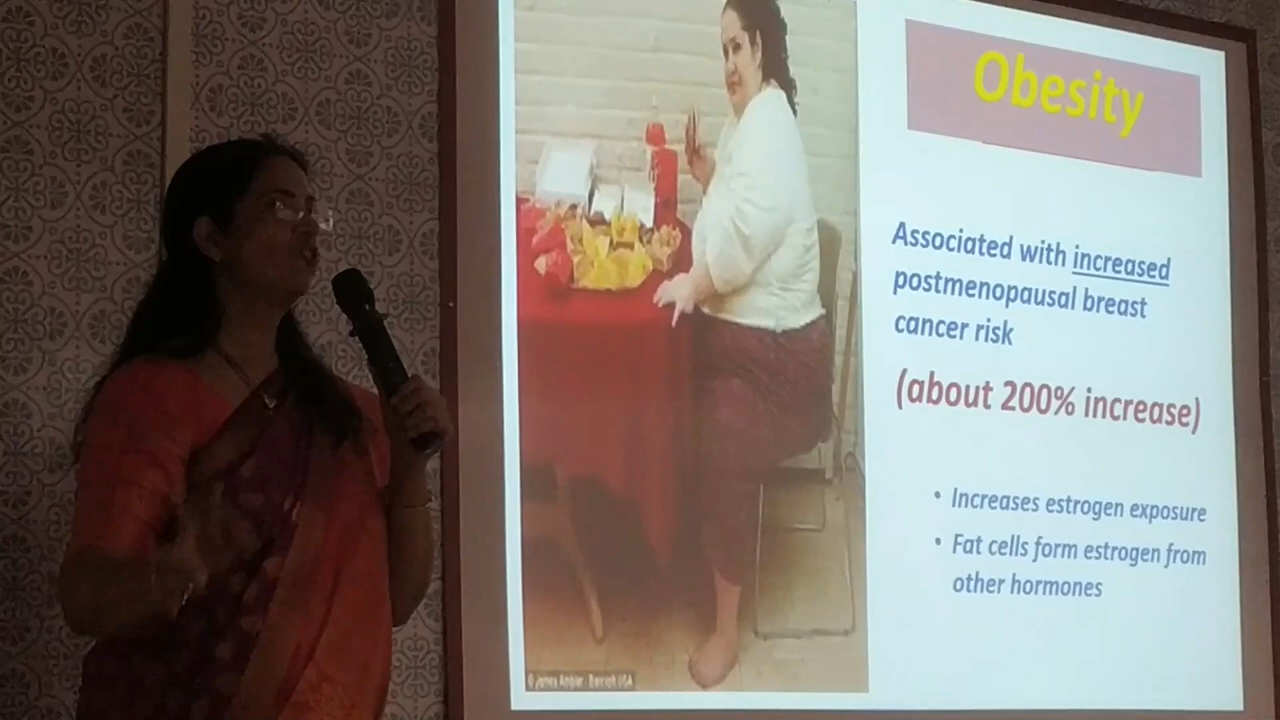 Obesity
Associated with increased
postmenopausal breast
cancer risk
(about 200% increase)
• Increases estrogen exposure
• Fat cells form estrogen from
other hormones
©
USA